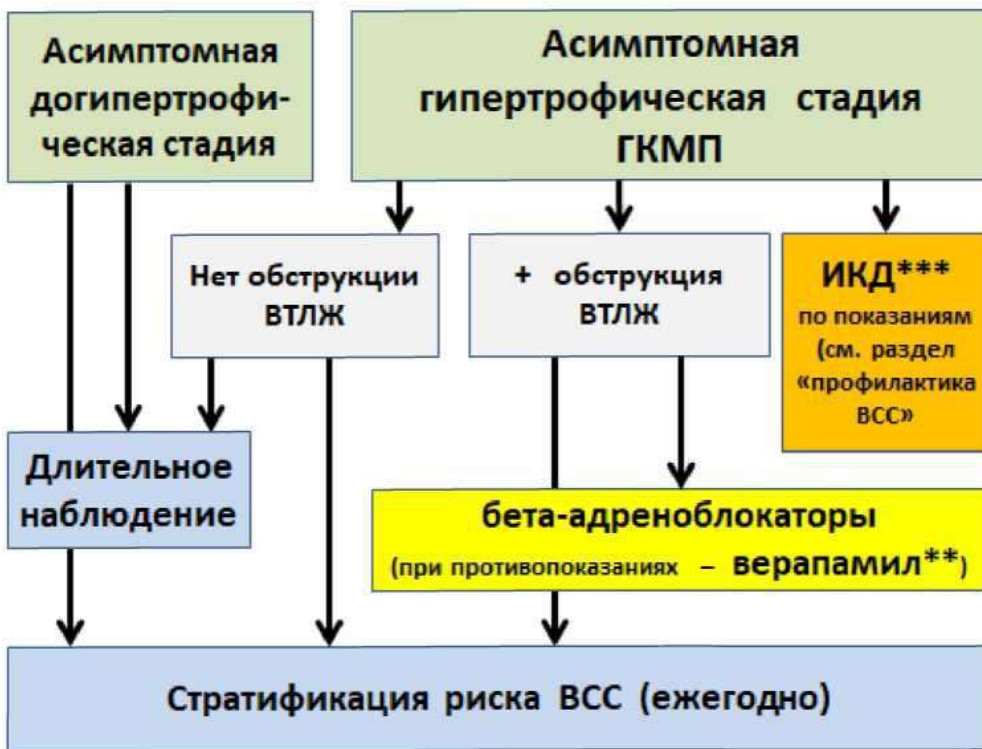 Асимптомная
догипертрофи-
ческая стадия
Асимптомная
гипертрофическая стадия
ГКМП
Нет обструкции
ВТЛЖ
+ обструкция
ВТЛЖ
ИКД***
по показаниям
(см. раздел
«профилактика
ВСС»
Длительное
наблюдение
бета-адреноблокаторы
(при противопоказаниях – верапамил**)
Стратификация риска ВСС (ежегодно)